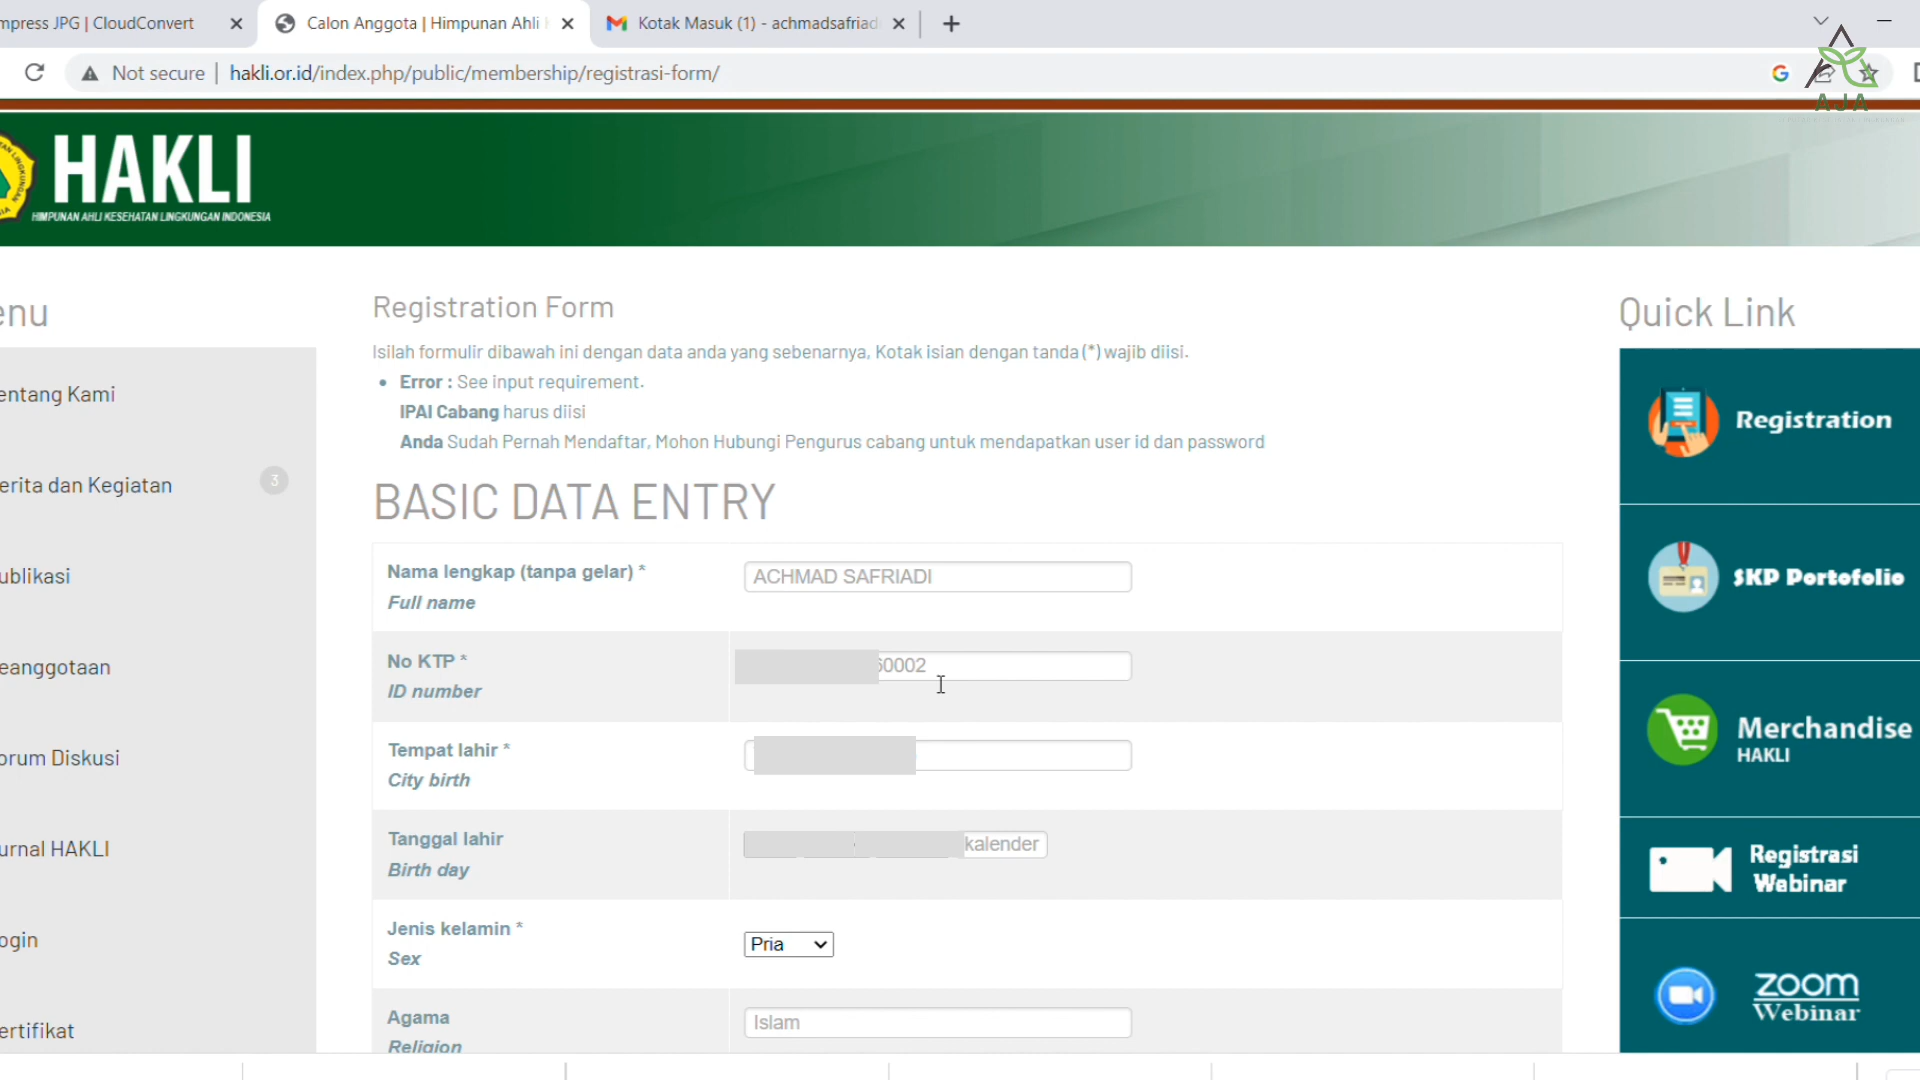 mpress JPG | CloudConvert
Calon Anggota | Himpunan Ahli
Kotak Masuk (1) - achmadsafriad
Not secure
hakli.or.id/index.php/public/membership/registrasi-form/
AJA
HAKLI
HIMPUNAN AHLI KESEHATAN LINGKUNGAN INDONESIA
enu
entang Kami
erita dan Kegiatan
3
ublikasi
eanggotaan
orum Diskusi
urnal HAKLI
ogin
ertifikat
Registration Form
Isilah formulir dibawah ini dengan data anda yang sebenarnya, Kotak isian dengan tanda (*) wajib diisi.
Error : See input requirement.
IPAI Cabang harus diisi
Anda Sudah Pernah Mendaftar, Mohon Hubungi Pengurus cabang untuk mendapatkan user id dan password
BASIC DATA ENTRY
Nama lengkap (tanpa gelar) *
Full name
ACHMAD SAFRIADI
No KTP *
ID number
60002
Tempat lahir *
City birth
Tanggal lahir
Birth day
kalender
Jenis kelamin *
Sex
Pria
Agama
Religion
Islam
Quick Link
Registration
SKP Portofolio
Merchandise
HAKLI
Registrasi
Webinar
zoom
Webinar